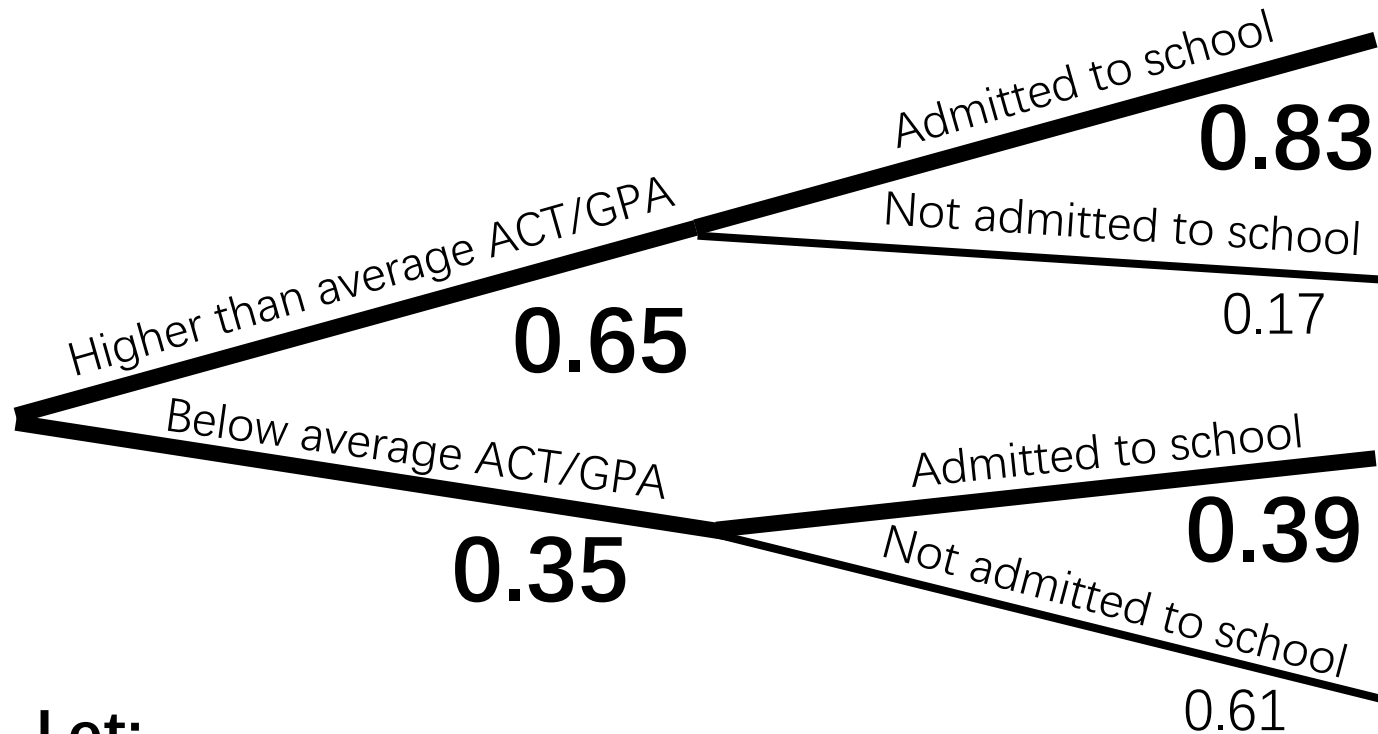 Admitted to school
0.83
Not admitted to school
0.17
Higher than average ACT/GPA
0.65
Below average ACT/GPA
0.35
Admitted to school
0.39
Not admitted to school
0.61
Let: